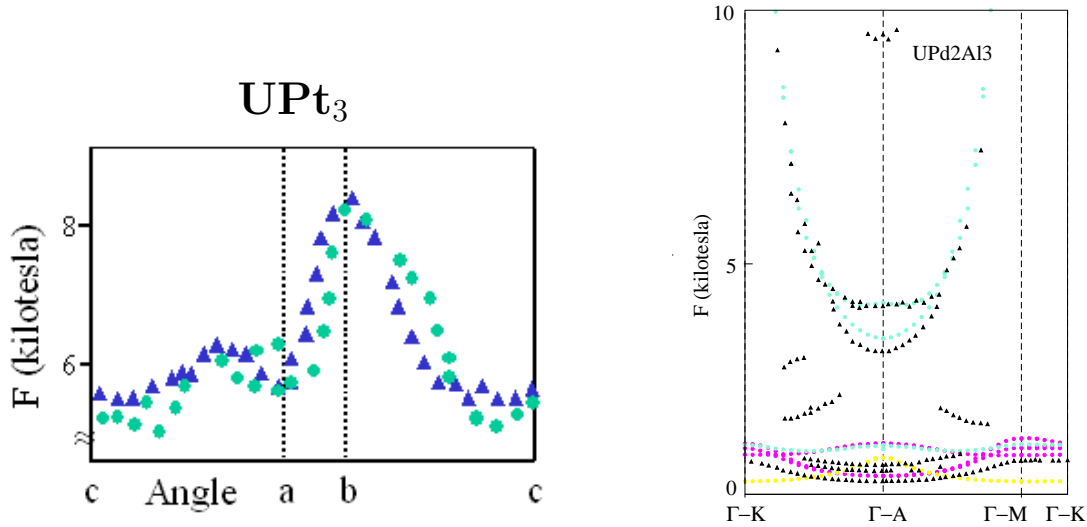 UPt3
F (kilotesla)
8
6
≈
c Angle a b c
10
UPd2Al3
F (kilotesla)
5
0
Γ−K Γ−A Γ−M Γ−K